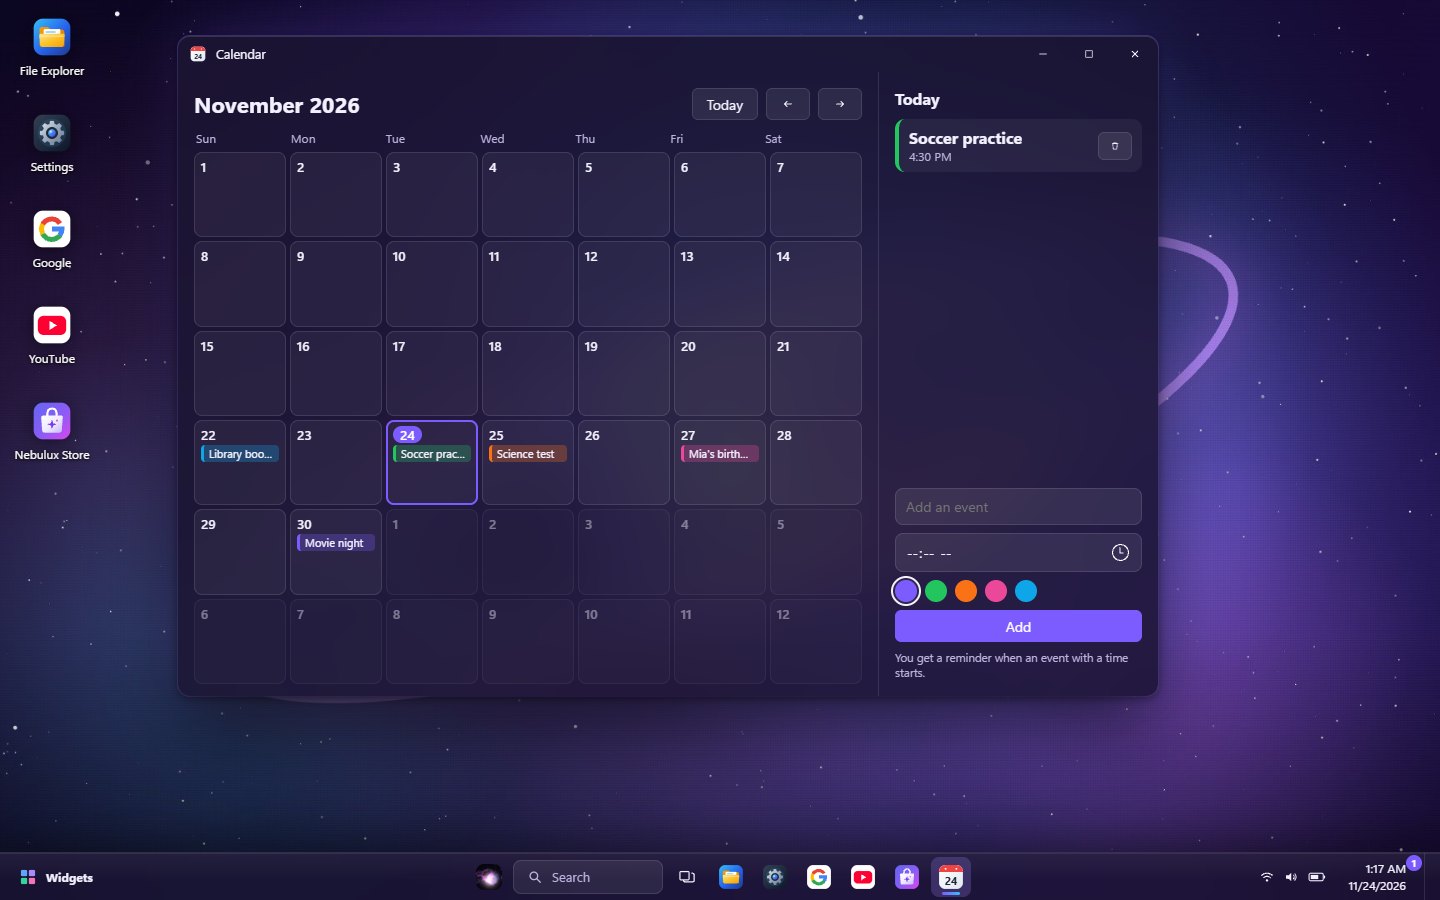 File Explorer
Settings
Google
YouTube
Nebulux Store
24
Calendar
November 2026
Today
Sun Mon Tue Wed Thu Fri Sat
1 2 3 4 5 6 7
8 9 10 11 12 13 14
15 16 17 18 19 20 21
22 23 24 25 26 27 28
Library boo... Soccer prac... Science test Mia's birth...
29 30 1 2 3 4 5
Movie night
6 7 8 9 10 11 12
Today
Soccer practice
4:30 PM
Add an event
--:-- --
Add
You get a reminder when an event with a time
starts.
Widgets
Search
24
1:17 AM
1
11/24/2026